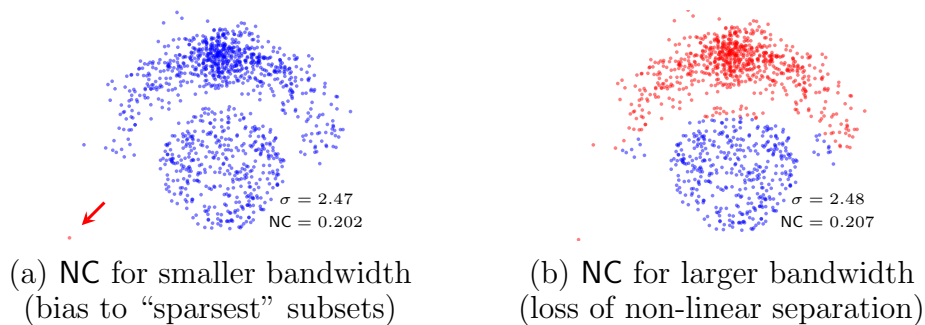 σ = 2.47
NC = 0.202
σ = 2.48
NC = 0.207
(a) NC for smaller bandwidth
(bias to “sparsest” subsets)
(b) NC for larger bandwidth
(loss of non-linear separation)